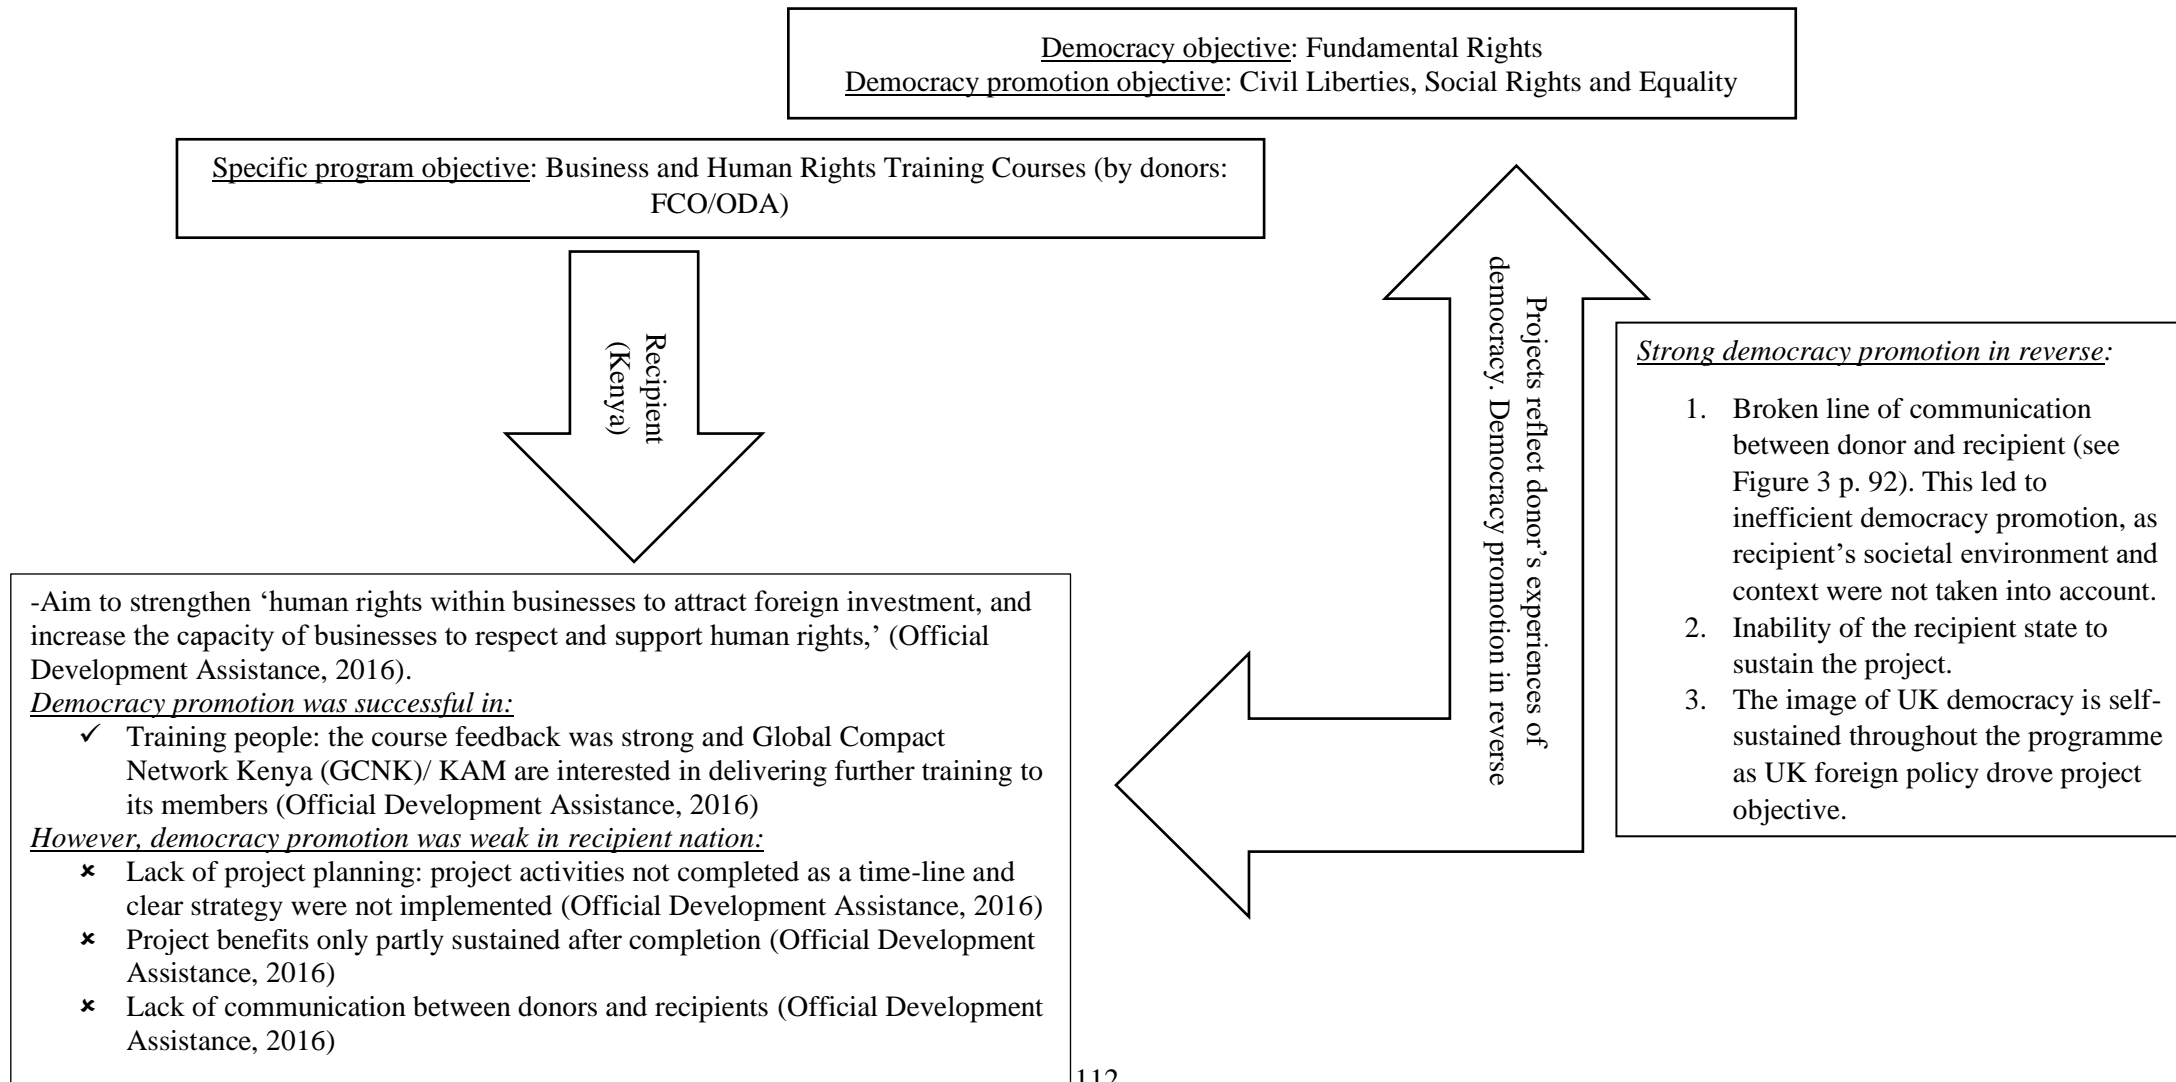 Democracy objective: Fundamental Rights
Democracy promotion objective: Civil Liberties, Social Rights and Equality
Specific program objective: Business and Human Rights Training Courses (by donors:
FCO/ODA)
Recipient
(Kenya)
Projects reflect donor’s experiences of
democracy. Democracy promotion in reverse
Strong democracy promotion in reverse:
1. Broken line of communication
between donor and recipient (see
Figure 3 p. 92). This led to
inefficient democracy promotion, as
recipient’s societal environment and
context were not taken into account.
2. Inability of the recipient state to
sustain the project.
3. The image of UK democracy is self-
sustained throughout the programme
as UK foreign policy drove project
objective.
-Aim to strengthen ‘human rights within businesses to attract foreign investment, and
increase the capacity of businesses to respect and support human rights,’ (Official
Development Assistance, 2016).
Democracy promotion was successful in:
✓ Training people: the course feedback was strong and Global Compact
Network Kenya (GCNK)/ KAM are interested in delivering further training to
its members (Official Development Assistance, 2016)
However, democracy promotion was weak in recipient nation:
× Lack of project planning: project activities not completed as a time-line and
clear strategy were not implemented (Official Development Assistance, 2016)
× Project benefits only partly sustained after completion (Official Development
Assistance, 2016)
× Lack of communication between donors and recipients (Official Development
Assistance, 2016)
112